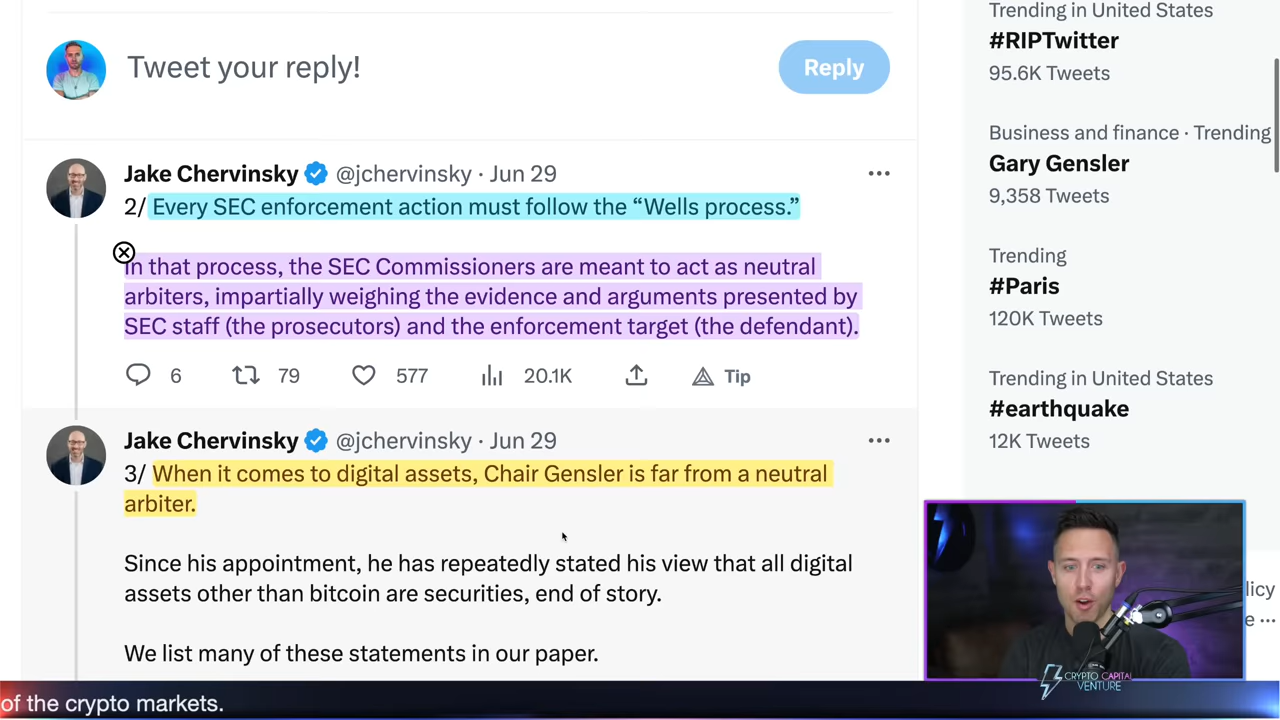 Tweet your reply!
Reply
Jake Chervinsky @jchervinsky · Jun 29
2/ Every SEC enforcement action must follow the “Wells process.”
In that process, the SEC Commissioners are meant to act as neutral
arbiters, impartially weighing the evidence and arguments presented by
SEC staff (the prosecutors) and the enforcement target (the defendant).
6 79 577 20.1K Tip
Jake Chervinsky @jchervinsky · Jun 29
3/ When it comes to digital assets, Chair Gensler is far from a neutral
arbiter.
Since his appointment, he has repeatedly stated his view that all digital
assets other than bitcoin are securities, end of story.
We list many of these statements in our paper.
Trending in United States
#RIPTwitter
95.6K Tweets
Business and finance · Trending
Gary Gensler
9,358 Tweets
Trending
#Paris
120K Tweets
Trending in United States
#earthquake
12K Tweets
CRYPTO CAPITAL
VENTURE
of the crypto markets.